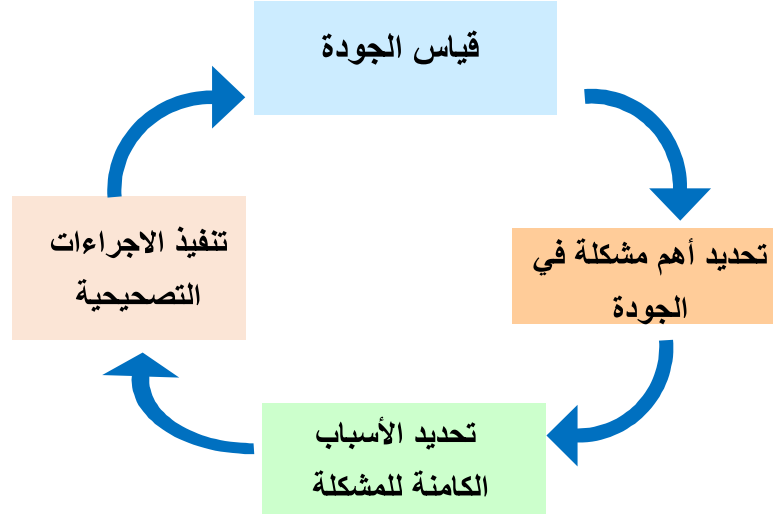 قياس الجودة
تحديد أهم مشكلة في
الجودة
تحديد الأسباب
الكامنة للمشكلة
تنفيذ الاجراءات
التصحيحية